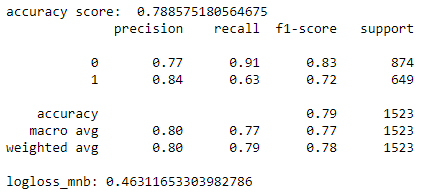 accuracy score:  0.788575180564675
              precision    recall  f1-score   support

           0       0.77      0.91      0.83       874
           1       0.84      0.63      0.72       649

    accuracy                           0.79      1523
   macro avg       0.80      0.77      0.77      1523
weighted avg       0.80      0.79      0.78      1523

logloss_mnb: 0.46311653303982786